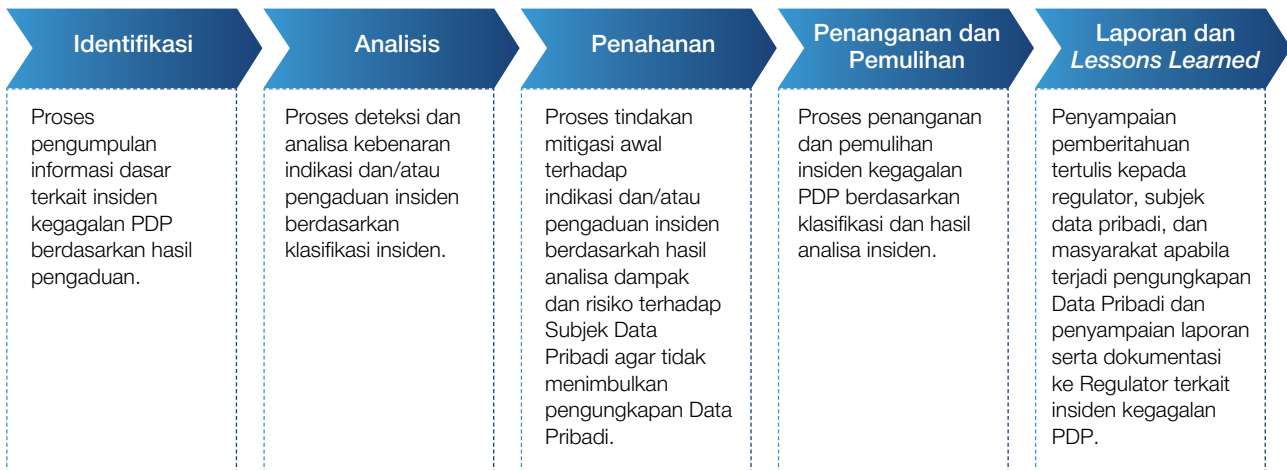 Identifikasi
Proses
pengumpulan
informasi dasar
terkait insiden
kegagalan PDP
berdasarkan hasil
pengaduan.
Analisis
Proses deteksi dan
analisa kebenaran
indikasi dan/atau
pengaduan insiden
berdasarkan
klasifikasi insiden.
Penahanan
Proses tindakan
mitigasi awal
terhadap
indikasi dan/atau
pengaduan insiden
berdasarkah hasil
analisa dampak
dan risiko terhadap
Subjek Data
Pribadi agar tidak
menimbulkan
pengungkapan Data
Pribadi.
Penanganan dan
Pemulihan
Proses penanganan
dan pemulihan
insiden kegagalan
PDP berdasarkan
klasifikasi dan hasil
analisa insiden.
Laporan dan
Lessons Learned
Penyampaian
pemberitahuan
tertulis kepada
regulator, subjek
data pribadi, dan
masyarakat apabila
terjadi pengungkapan
Data Pribadi dan
penyampaian laporan
serta dokumentasi
ke Regulator terkait
insiden kegagalan
PDP.